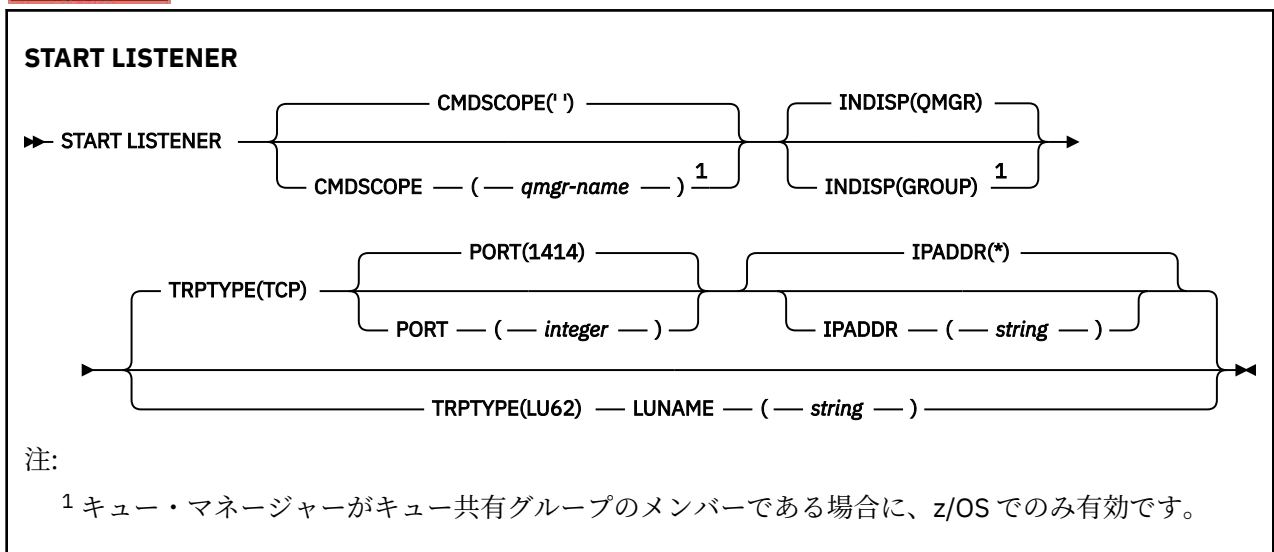 START LISTENER
CMDSCOPE(' ') INDISP(QMGR)
START LISTENER
CMDSCOPE ( qmgr-name ) 1 INDISP(GROUP) 1
PORT(1414) IPADDR(*)
TRPTYPE(TCP)
PORT ( integer ) IPADDR ( string )
TRPTYPE(LU62) LUNAME ( string )
注:
1 キュー・マネージャーがキュー共有グループのメンバーである場合に、z/OS でのみ有効です。